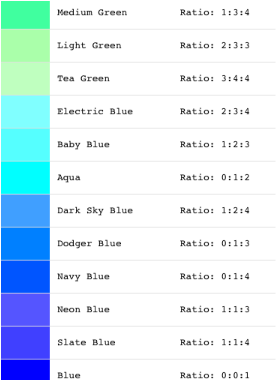 Medium Green Ratio: 1:3:4
Light Green Ratio: 2:3:3
Tea Green Ratio: 3:4:4
Electric Blue Ratio: 2:3:4
Baby Blue Ratio: 1:2:3
Aqua Ratio: 0:1:2
Dark Sky Blue Ratio: 1:2:4
Dodger Blue Ratio: 0:1:3
Navy Blue Ratio: 0:1:4
Neon Blue Ratio: 1:1:3
Slate Blue Ratio: 1:1:4
Blue Ratio: 0:0:1